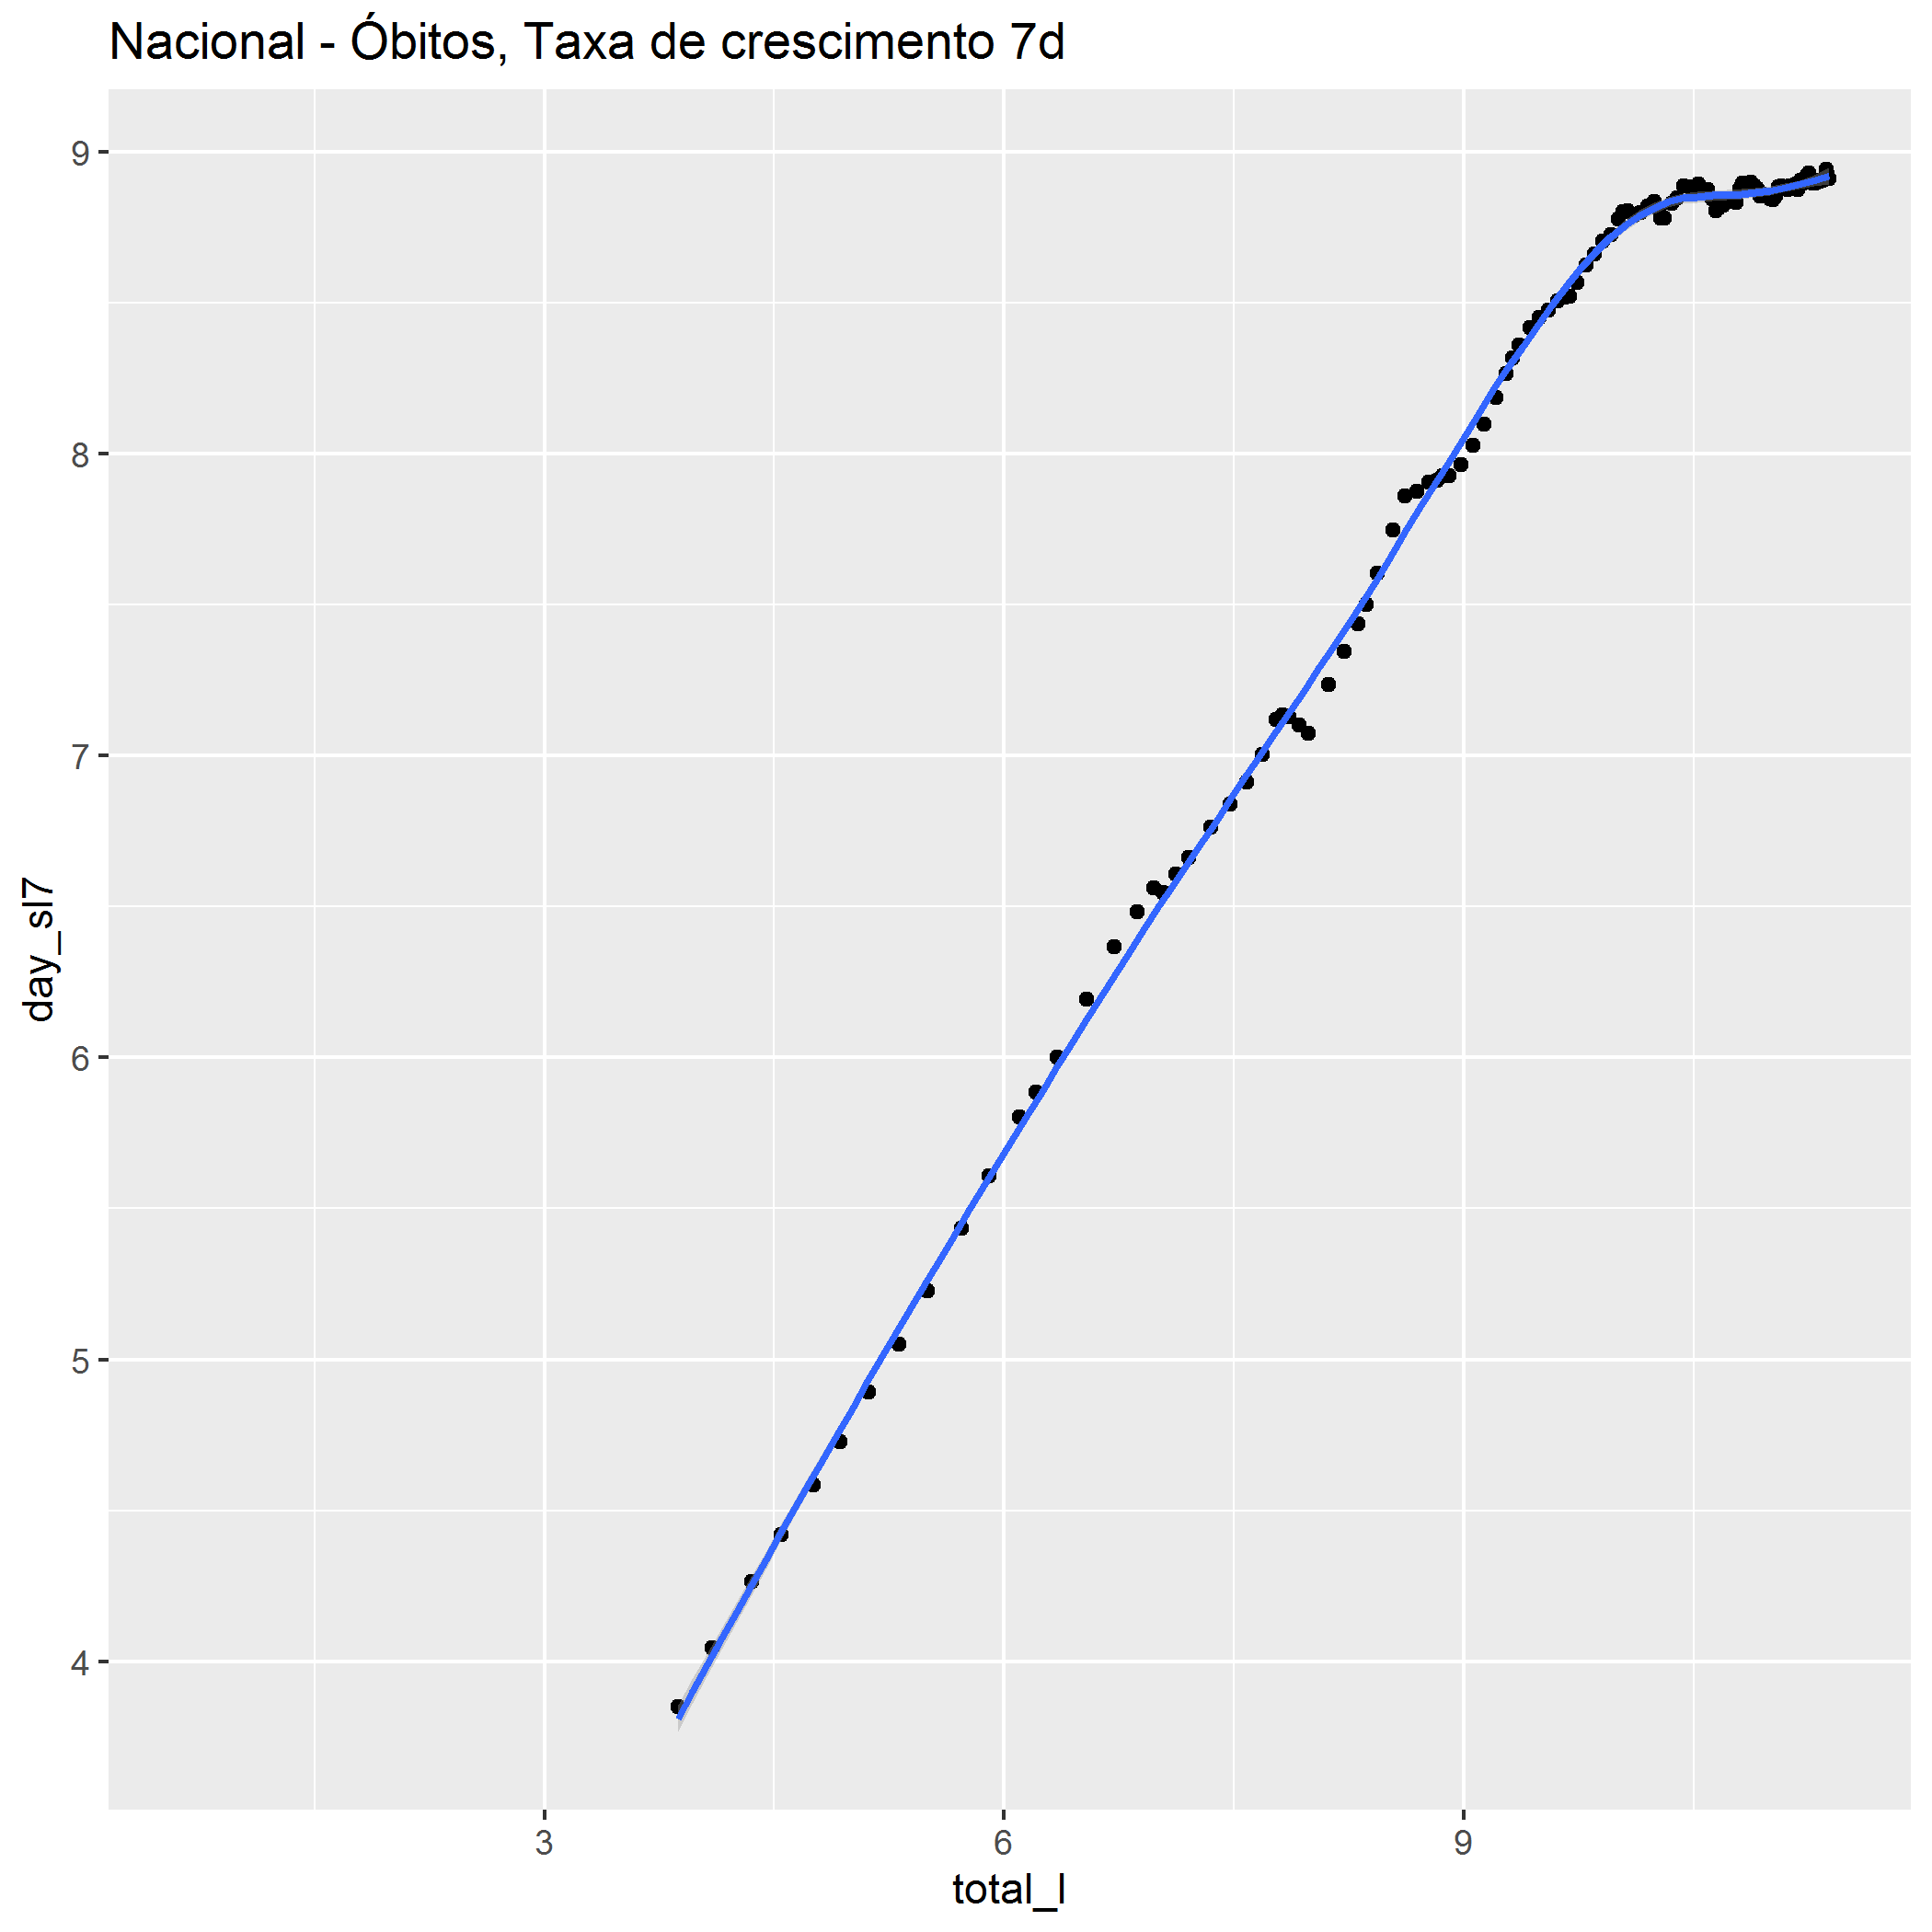 Nacional - Óbitos, Taxa de crescimento 7d
9
8
7
6
5
4
day_sl7
3 6 9
total_l